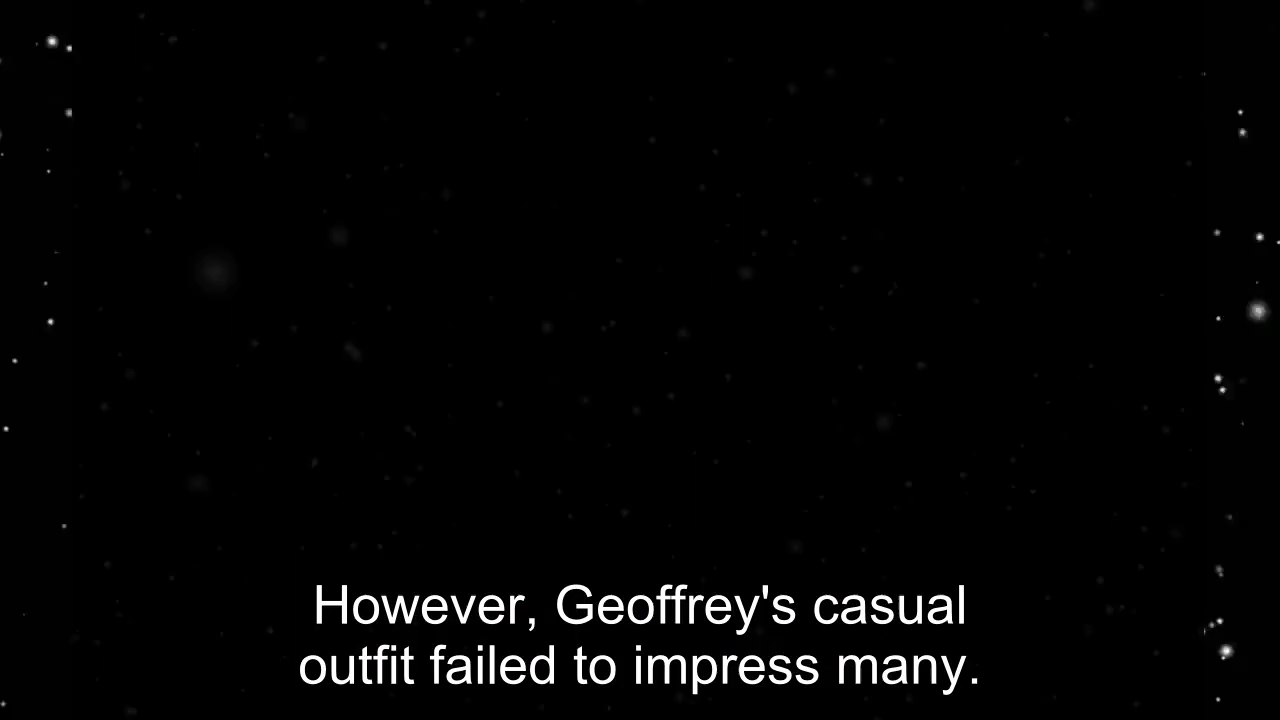 However, Geoffrey's casual
outfit failed to impress many.